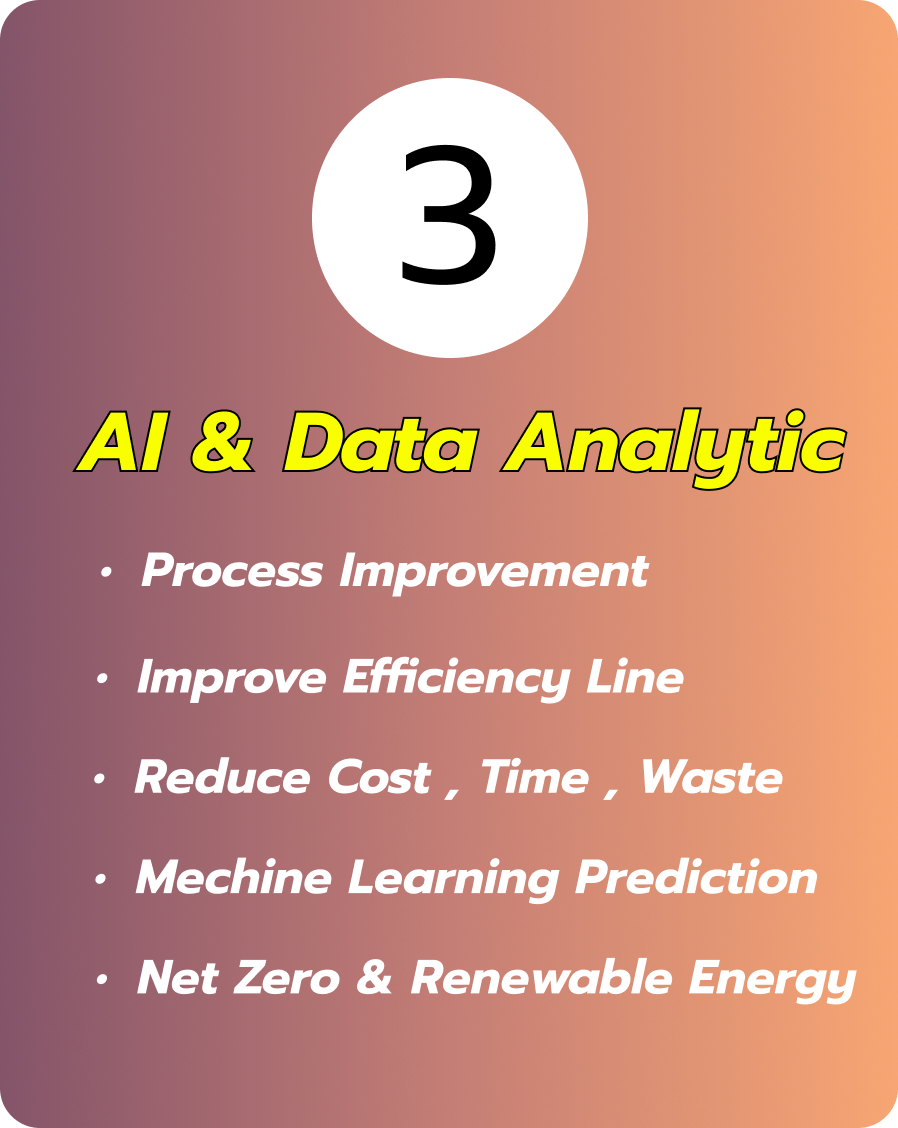 3
AI & Data Analytic
• Process Improvement
• Improve Efficiency Line
• Reduce Cost , Time , Waste
• Mechine Learning Prediction
• Net Zero & Renewable Energy